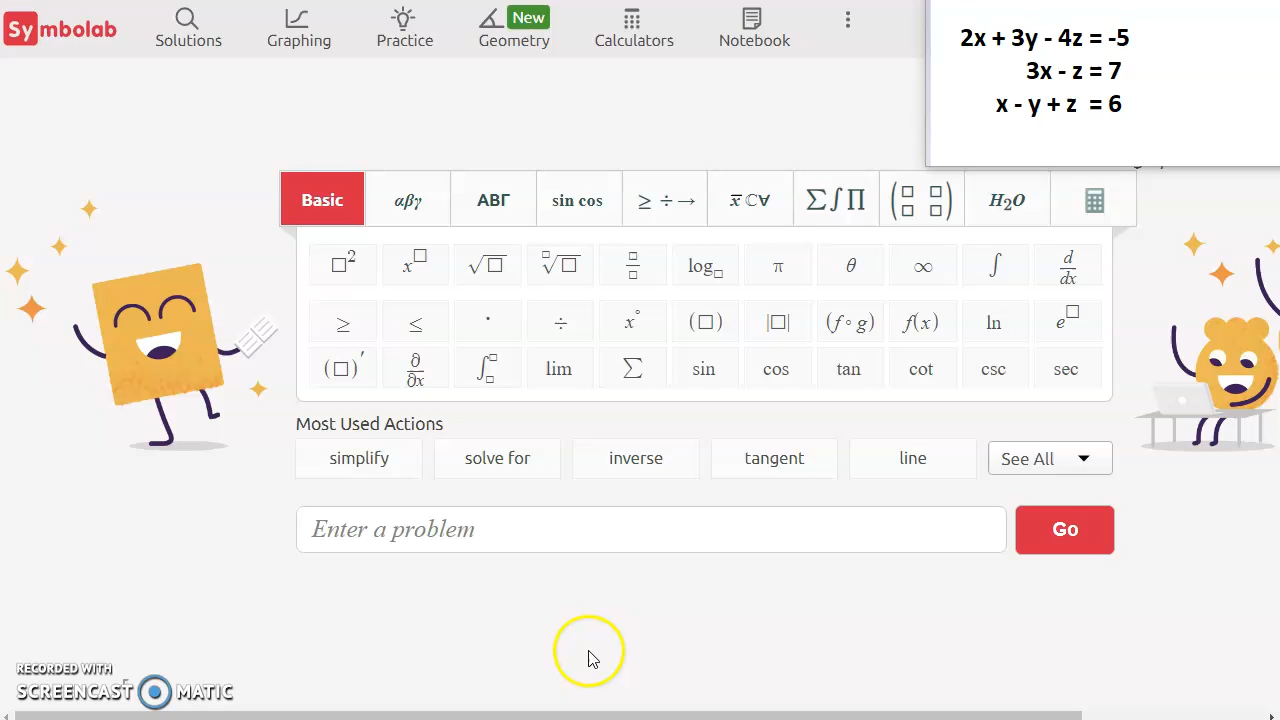 Symbolab
Solutions
Graphing
Practice
New
Geometry
Calculators
Notebook
2x + 3y - 4z = -5
3x - z = 7
x - y + z = 6
Basic
αβγ
ΑΒΓ
sin cos
≥ ÷ →
x̅ ℂ∀
∑ ∫ ∏
(□ □ □ □)
H₂O
□² x^□ √□ □√□ □/□ log□ π θ ∞ ∫ d/dx
≥ ≤ · ÷ x° (□) |□| (f∘g) f(x) ln e^□
(□)′ ∂/∂x ∫□□ lim ∑ sin cos tan cot csc sec
Most Used Actions
simplify
solve for
inverse
tangent
line
See All
Enter a problem
Go
RECORDED WITH
SCREENCAST MATIC